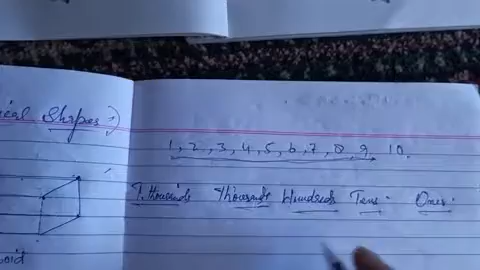 Shapes :)
1, 2, 3, 4, 5, 6, 7, 8, 9, 10.
T.thousands Thousands Hundreds Tens. Ones.